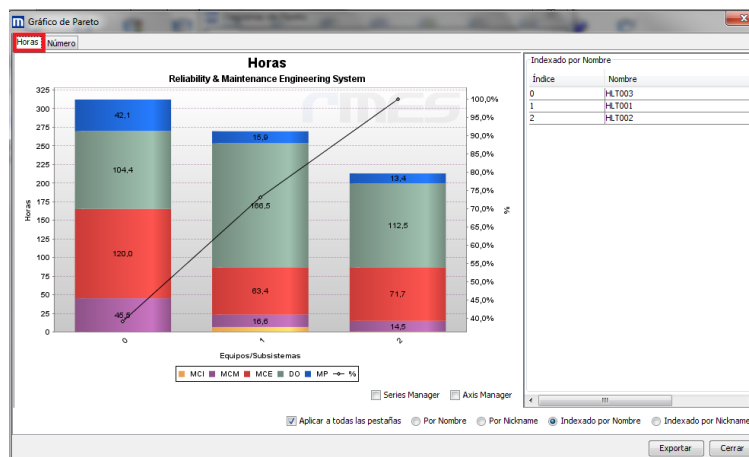 Gráfico de Pareto
Horas Número
Horas
Reliability & Maintenance Engineering System
rmes
Horas
325
300
275
250
225
200
175
150
125
100
75
50
25
0
42,1
104,4
120,0
45,5
15,9
166,5
63,4
16,6
13,4
112,5
71,7
14,5
100,0%
95,0%
90,0%
85,0%
80,0%
75,0%
70,0%
65,0%
60,0%
55,0%
50,0%
45,0%
40,0%
%
0 1 2
Equipos/Subsistemas
MCI MCM MCE DO MP %
Series Manager Axis Manager
Indexado por Nombre
Índice Nombre
0 HLT003
1 HLT001
2 HLT002
Aplicar a todas las pestañas Por Nombre Por Nickname Indexado por Nombre Indexado por Nickname
Exportar Cerrar